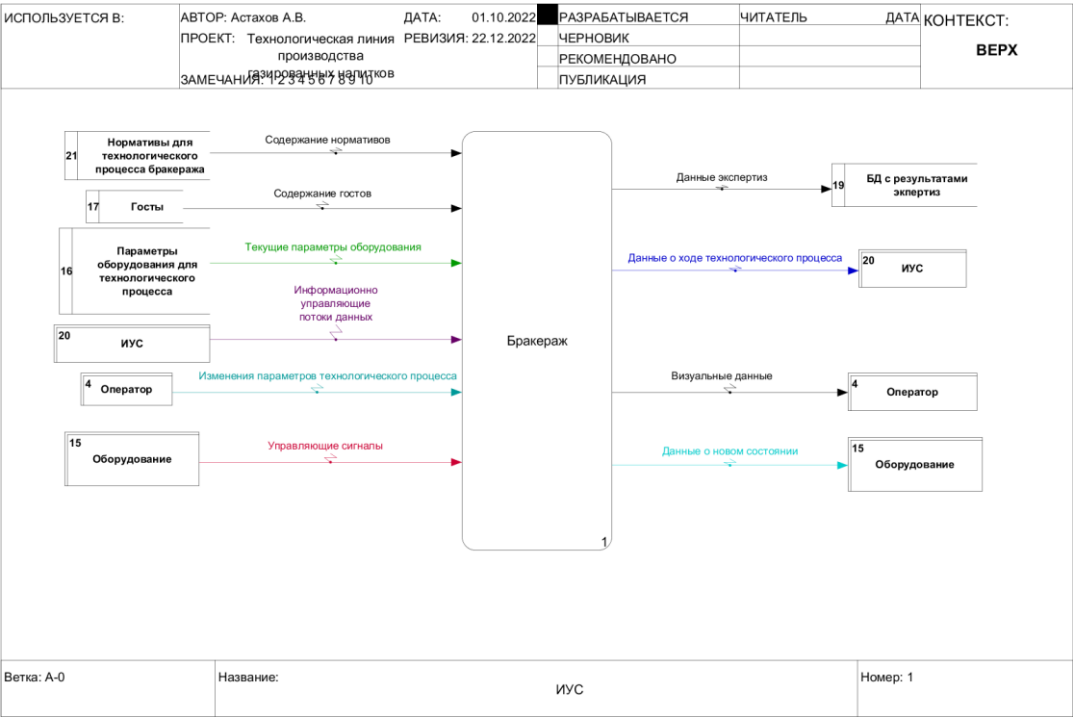 ИСПОЛЬЗУЕТСЯ В:
АВТОР: Астахов А.В.
ДАТА: 01.10.2022
ПРОЕКТ: Технологическая линия
производства
газированных напитков
РЕВИЗИЯ: 22.12.2022
ЗАМЕЧАНИЯ: 1 2 3 4 5 6 7 8 9 10
РАЗРАБАТЫВАЕТСЯ
ЧЕРНОВИК
РЕКОМЕНДОВАНО
ПУБЛИКАЦИЯ
ЧИТАТЕЛЬ
ДАТА
КОНТЕКСТ:
ВЕРХ
21
Нормативы для
технологического
процесса бракеража
Содержание нормативов
17
Госты
Содержание гостов
16
Параметры
оборудования для
технологического
процесса
Текущие параметры оборудования
20
ИУС
Информационно
управляющие
потоки данных
4
Оператор
Изменения параметров технологического процесса
15
Оборудование
Управляющие сигналы
Бракераж
1
Данные экспертиз
19
БД с результатами
экпертиз
Данные о ходе технологического процесса
20
ИУС
Визуальные данные
4
Оператор
Данные о новом состоянии
15
Оборудование
Ветка: A-0
Название:
ИУС
Номер: 1